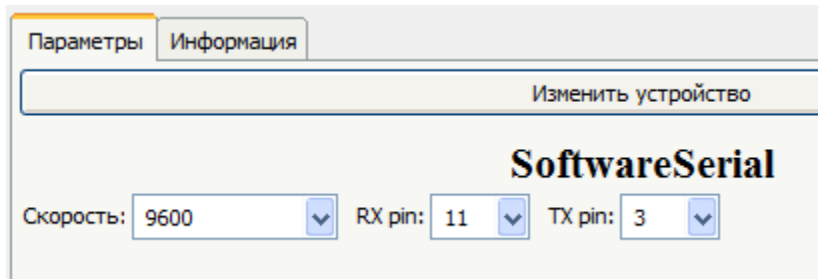 Параметры Информация
Изменить устройство
SoftwareSerial
Скорость: 9600 RX pin: 11 TX pin: 3